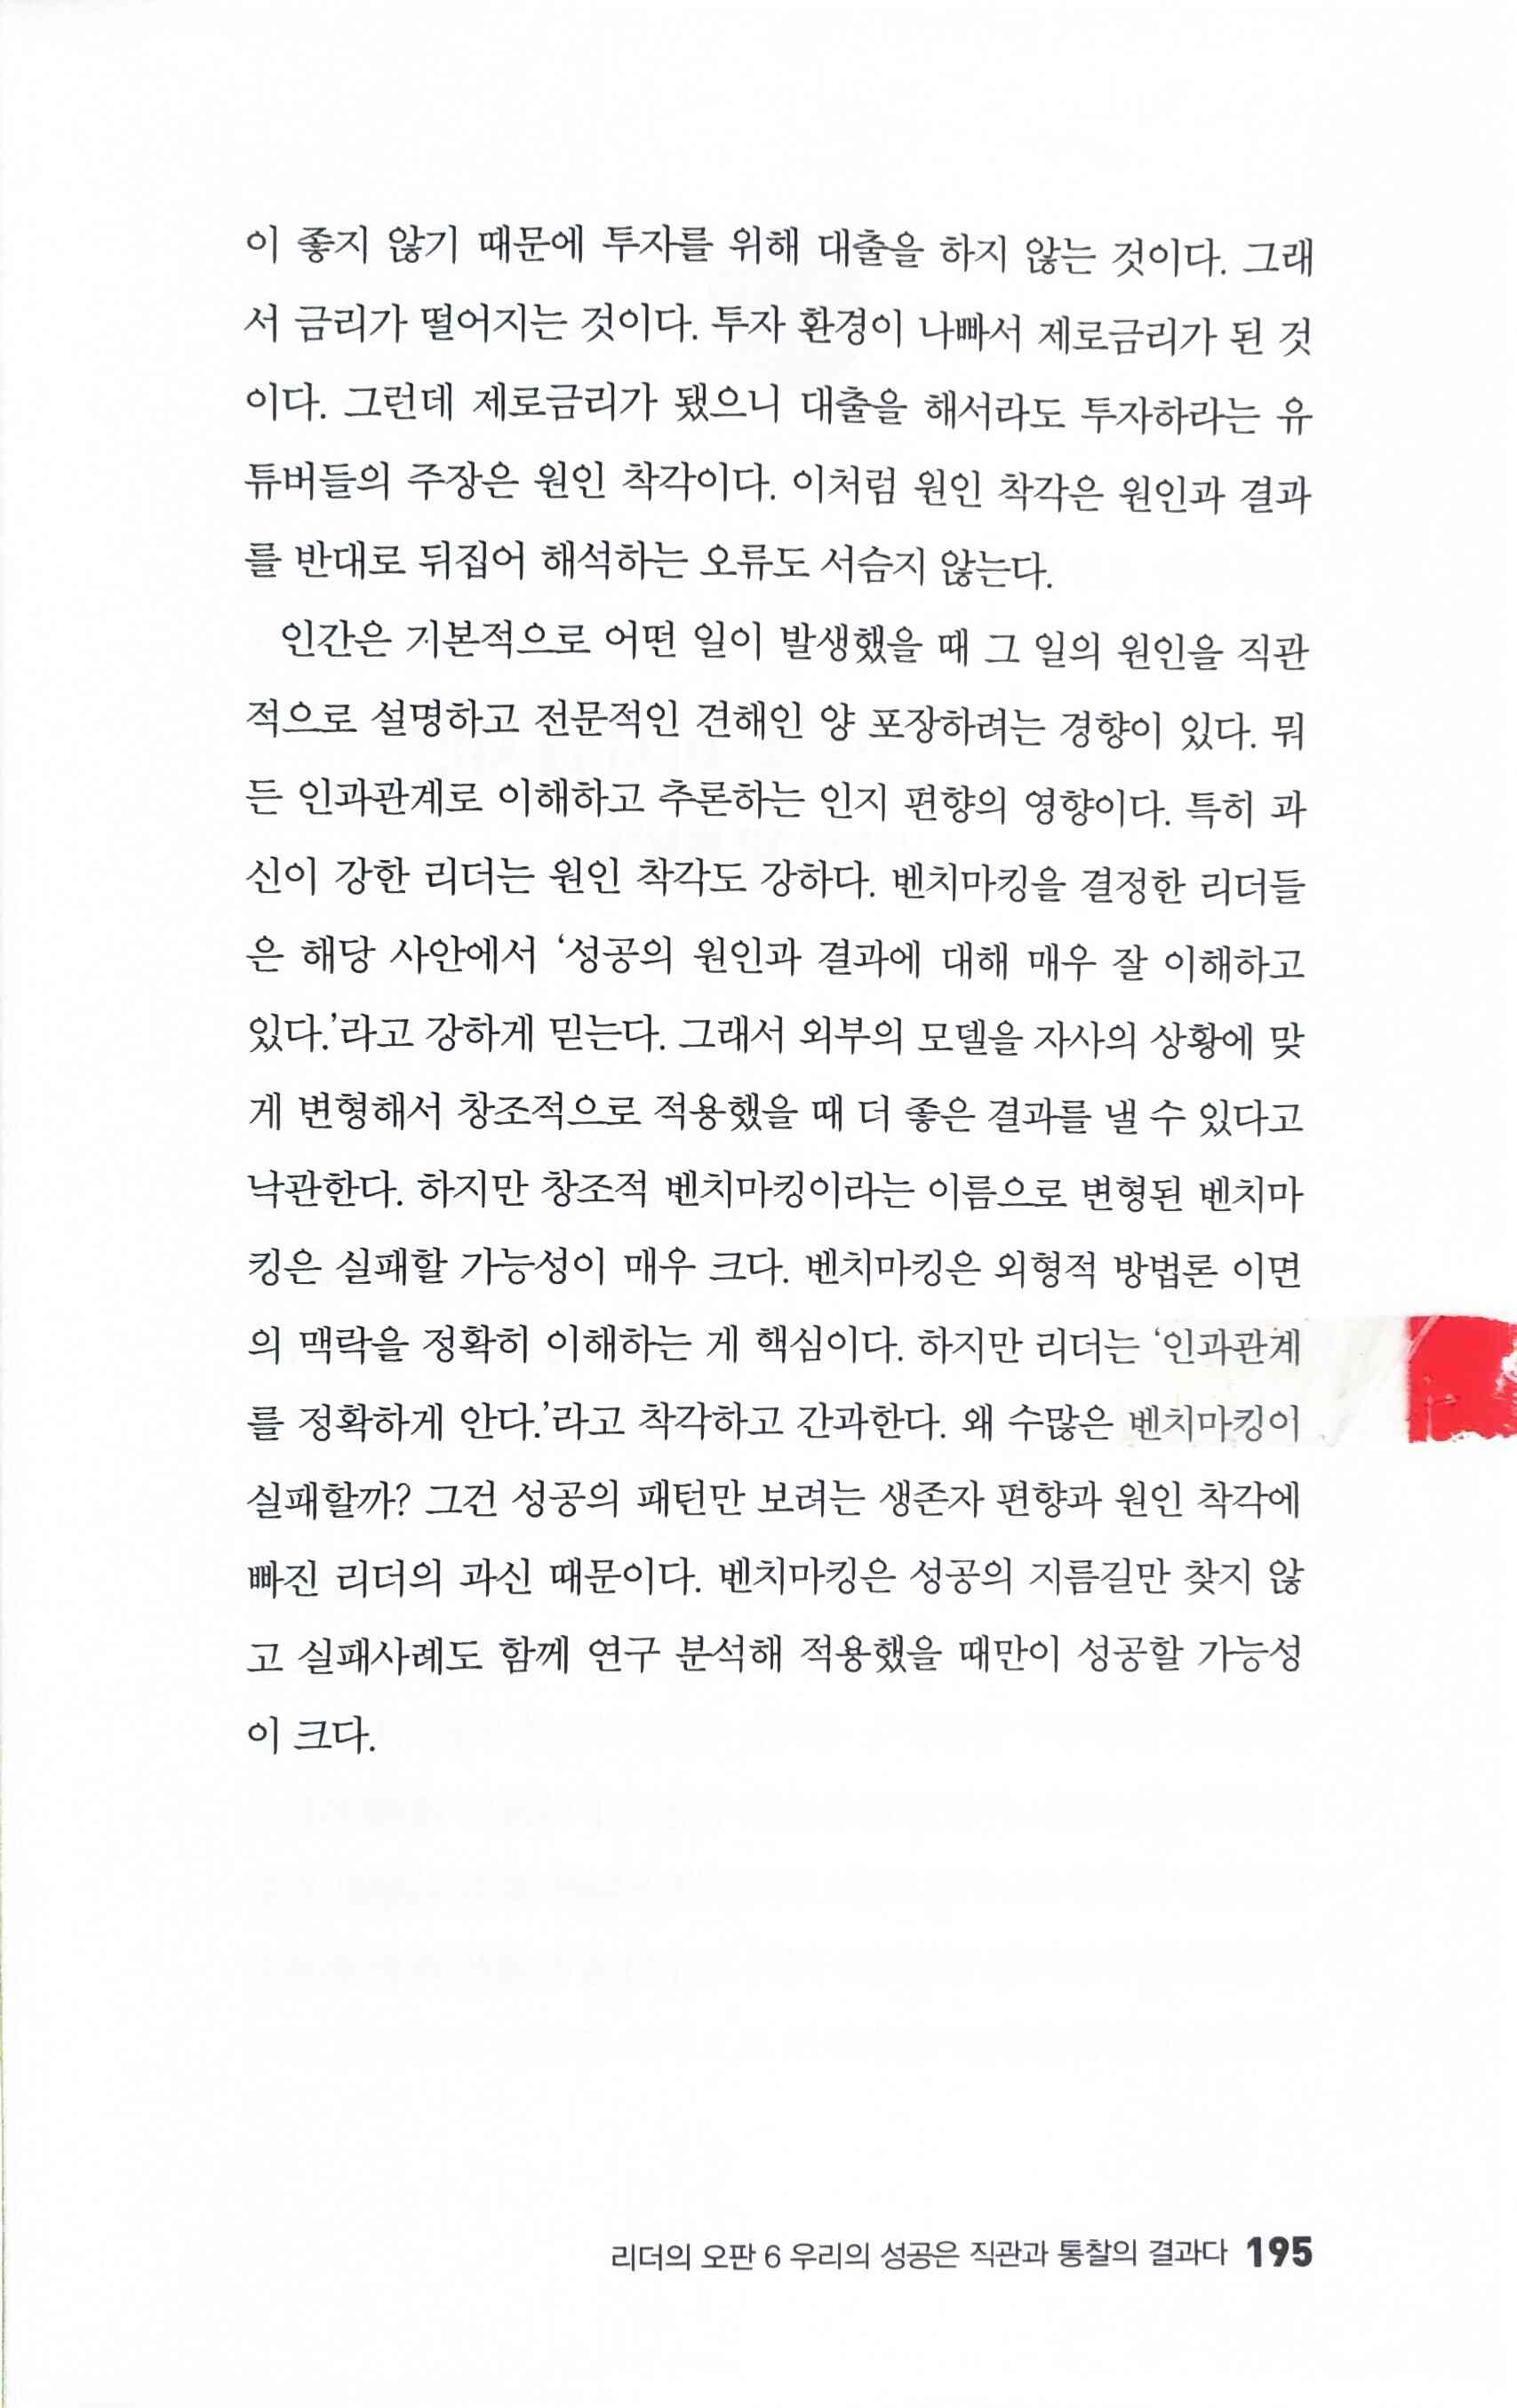 이 좋지 않기 때문에 투자를 위해 대출을 하지 않는 것이다. 그래
서 금리가 떨어지는 것이다. 투자 환경이 나빠서 제로금리가 된 것
이다. 그런데 제로금리가 됐으니 대출을 해서라도 투자하라는 유
튜버들의 주장은 원인 착각이다. 이처럼 원인 착각은 원인과 결과
를 반대로 뒤집어 해석하는 오류도 서슴지 않는다.
인간은 기본적으로 어떤 일이 발생했을 때 그 일의 원인을 직관
적으로 설명하고 전문적인 견해인 양 포장하려는 경향이 있다. 뭐
든 인과관계로 이해하고 추론하는 인지 편향의 영향이다. 특히 과
신이 강한 리더는 원인 착각도 강하다. 벤치마킹을 결정한 리더들
은 해당 사안에서 ‘성공의 원인과 결과에 대해 매우 잘 이해하고
있다.’라고 강하게 믿는다. 그래서 외부의 모델을 자사의 상황에 맞
게 변형해서 창조적으로 적용했을 때 더 좋은 결과를 낼 수 있다고
낙관한다. 하지만 창조적 벤치마킹이라는 이름으로 변형된 벤치마
킹은 실패할 가능성이 매우 크다. 벤치마킹은 외형적 방법론 이면
의 맥락을 정확히 이해하는 게 핵심이다. 하지만 리더는 ‘인과관계
를 정확하게 안다.’라고 착각하고 간과한다. 왜 수많은 벤치마킹이
실패할까? 그건 성공의 패턴만 보려는 생존자 편향과 원인 착각에
빠진 리더의 과신 때문이다. 벤치마킹은 성공의 지름길만 찾지 않
고 실패사례도 함께 연구 분석해 적용했을 때만이 성공할 가능성
이 크다.
리더의 오판 6 우리의 성공은 직관과 통찰의 결과다 195